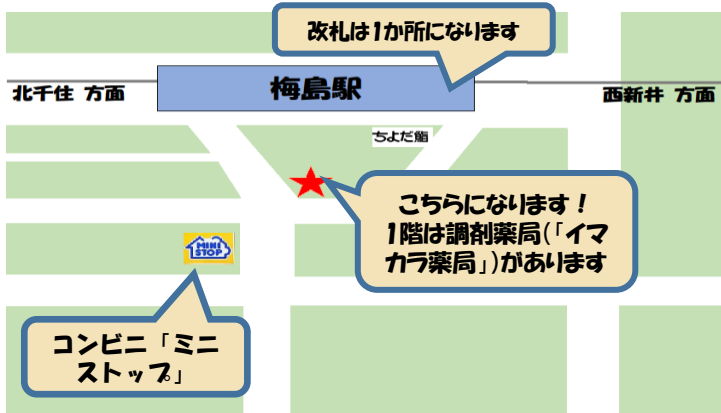 改札は1か所になります
梅島駅
北千住 方面
西新井 方面
ちよだ鮨
こちらになります！
1階は調剤薬局(「イマ
カラ薬局」)があります
MINI
STOP
コンビニ「ミニ
ストップ」